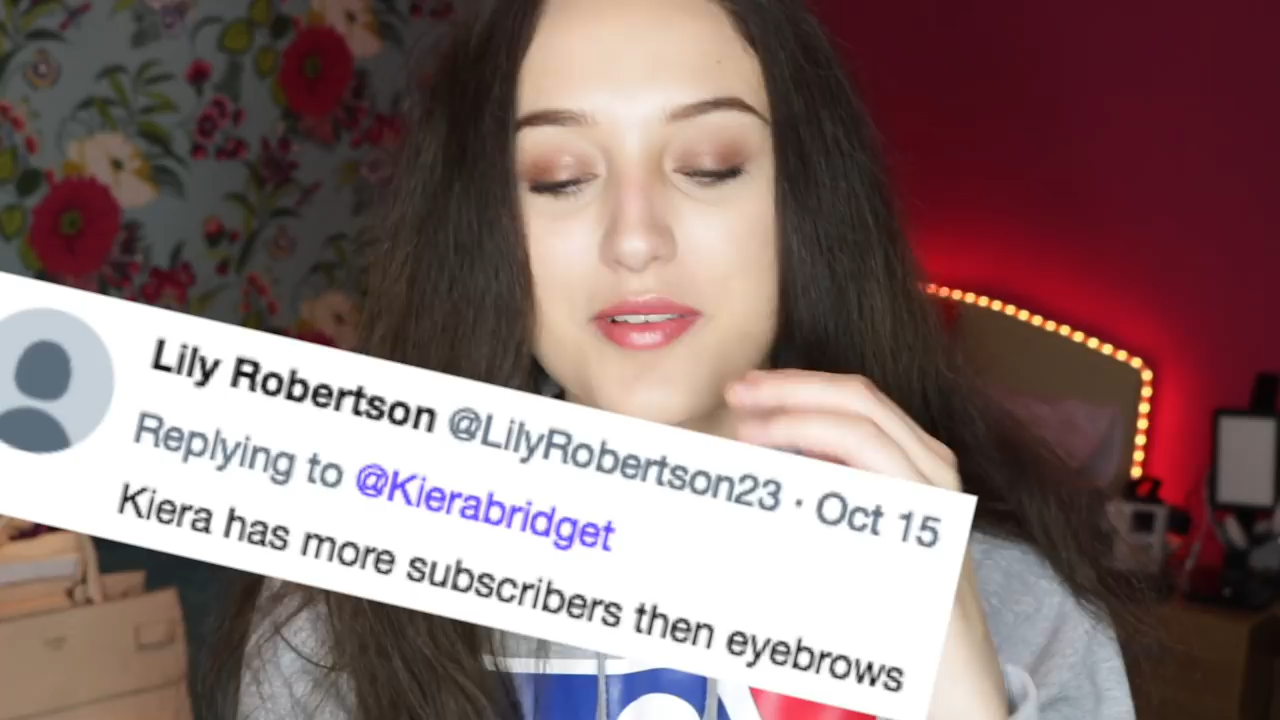 Lily Robertson @LilyRobertson23 · Oct 15
Replying to @Kierabridget
Kiera has more subscribers then eyebrows